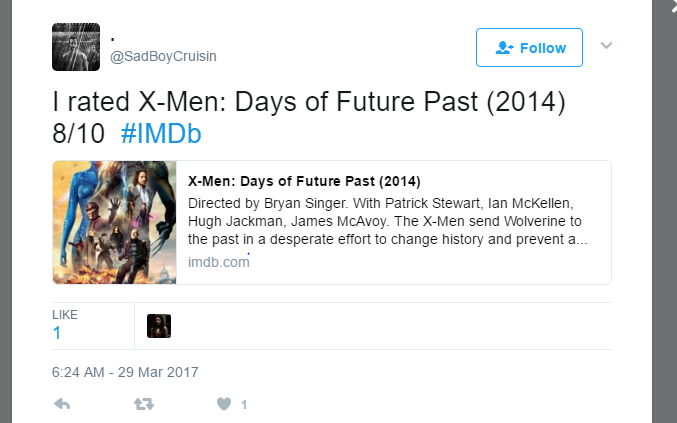 .
@SadBoyCruisin
Follow
I rated X-Men: Days of Future Past (2014)
8/10 #IMDb
X-Men: Days of Future Past (2014)
Directed by Bryan Singer. With Patrick Stewart, Ian McKellen,
Hugh Jackman, James McAvoy. The X-Men send Wolverine to
the past in a desperate effort to change history and prevent a...
imdb.com
LIKE
1
6:24 AM - 29 Mar 2017
1